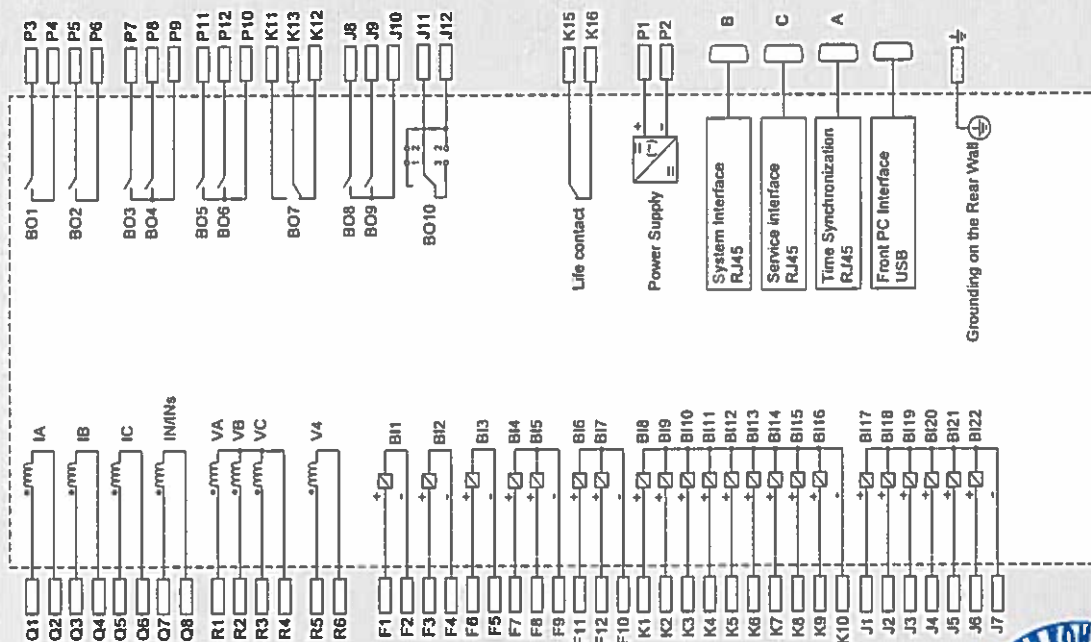 P3
P4
P5
P6
P7
P8
P9
P11
P12
P10
K11
K13
K12
J8
J9
J10
J11
J12
K15
K16
P1
P2
B
C
A
BO1
BO2
BO3
BO4
BO5
BO6
BO7
BO8
BO9
BO10
1 2
3 2
Life contact
+
-
(~)
Power Supply
System Interface
RJ45
Service interface
RJ45
Time Synchronization
RJ45
Front PC Interface
USB
Grounding on the Rear Wall
IA
IB
IC
IN/INs
VA
VB
VC
V4
BI1
BI2
BI3
BI4
BI5
BI6
BI7
BI8
BI9
BI10
BI11
BI12
BI13
BI14
BI15
BI16
BI17
BI18
BI19
BI20
BI21
BI22
Q1
Q2
Q3
Q4
Q5
Q6
Q7
Q8
R1
R2
R3
R4
R5
R6
F1
F2
F3
F4
F6
F5
F7
F8
F9
F11
F12
F10
K1
K2
K3
K4
K5
K6
K7
K8
K9
K10
J1
J2
J3
J4
J5
J6
J7